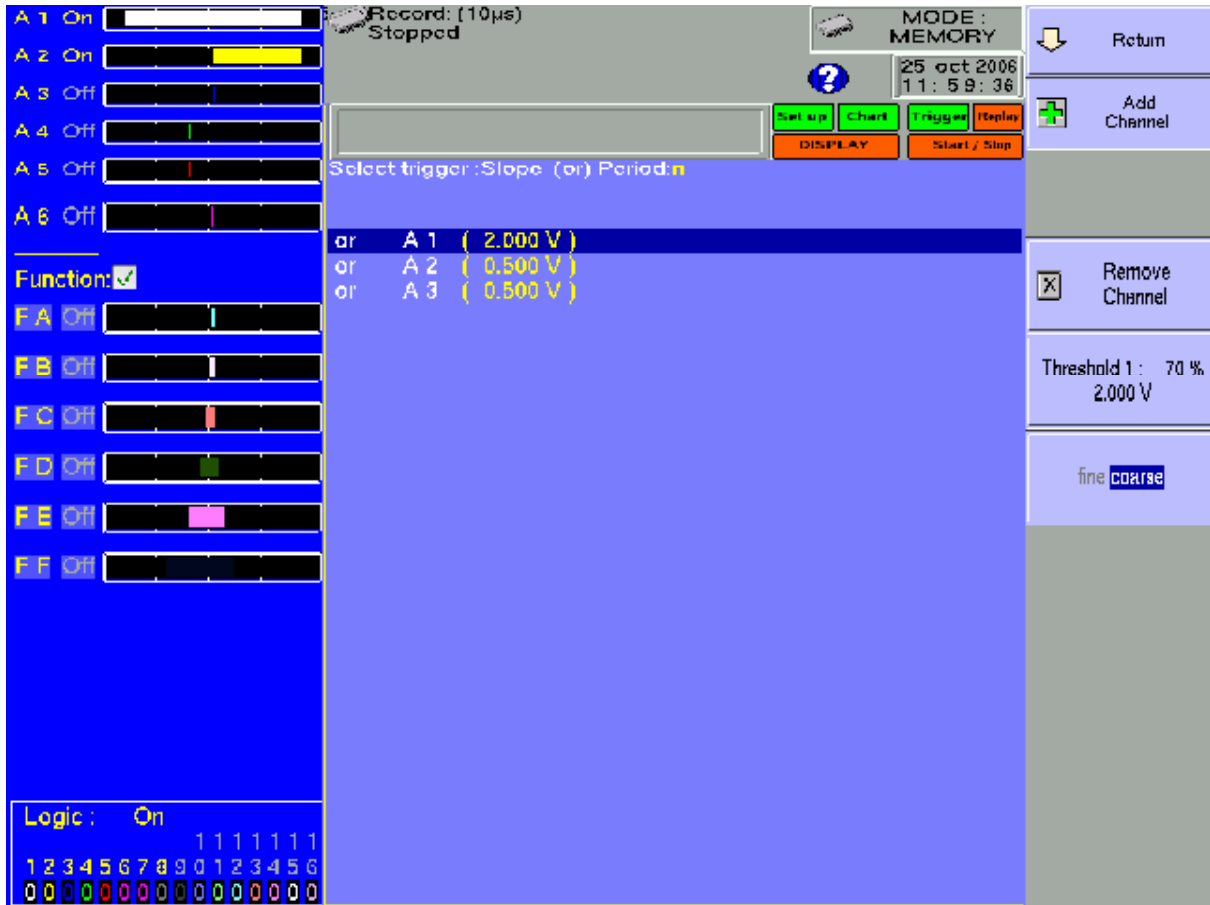 A 1 On
A 2 On
A 3 Off
A 4 Off
A 5 Off
A 6 Off
Function:
F A Off
F B Off
F C Off
F D Off
F E Off
F F Off
Logic : On
1 1 1 1 1 1 1
1 2 3 4 5 6 7 8 9 0 1 2 3 4 5 6
0 0 0 0 0 0 0 0 0 0 0 0 0 0 0 0
Record: (10µs)
Stopped
MODE :
MEMORY
?
25 oct 2006
11: 59: 36
Set up Chart Trigger Replay
DISPLAY Start / Stop
Select trigger :Slope (or) Period:n
or A 1 ( 2.000 V )
or A 2 ( 0.500 V )
or A 3 ( 0.500 V )
Return
Add
Channel
Remove
Channel
Threshold 1 : 70 %
2.000 V
fine coarse